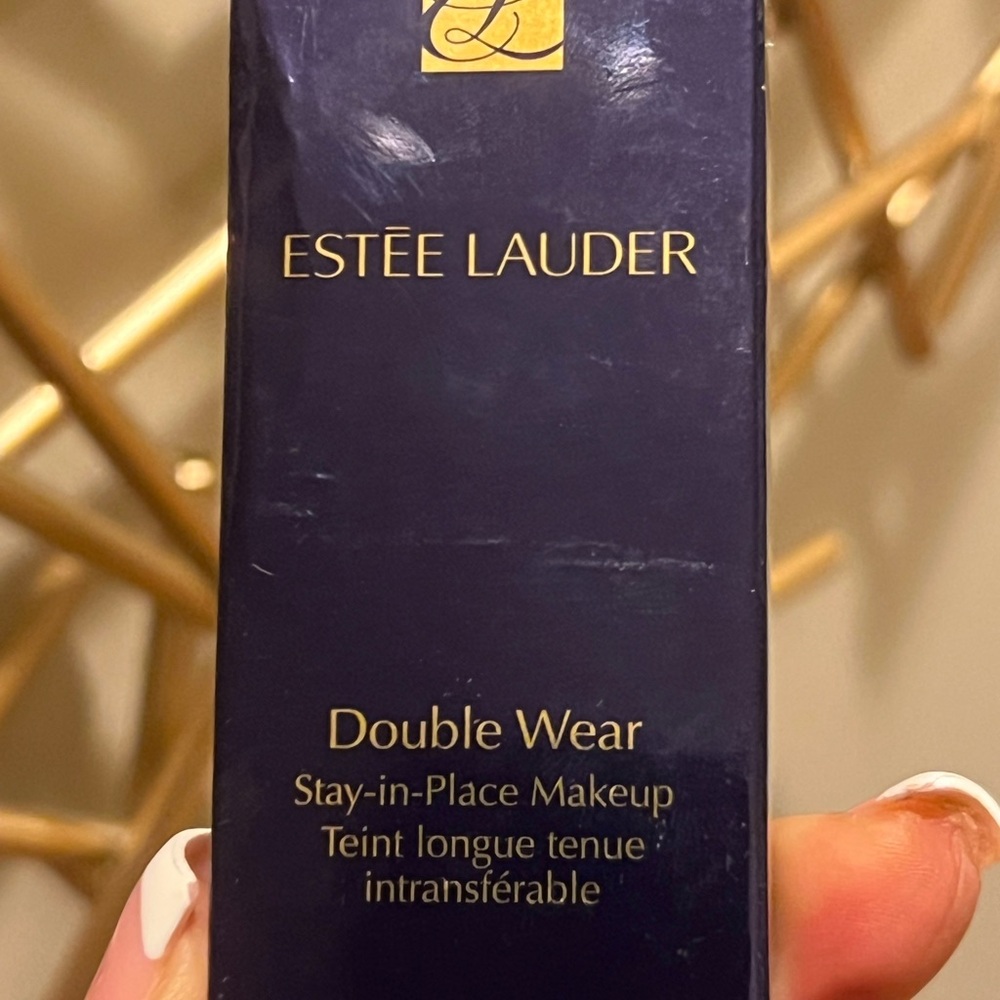 ESTĒE LAUDER
Double Wear
Stay-in-Place Makeup
Teint longue tenue
intransférable